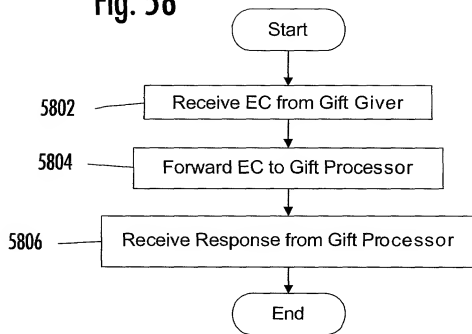 Fig. 58
Start
5802
Receive EC from Gift Giver
5804
Forward EC to Gift Processor
5806
Receive Response from Gift Processor
End